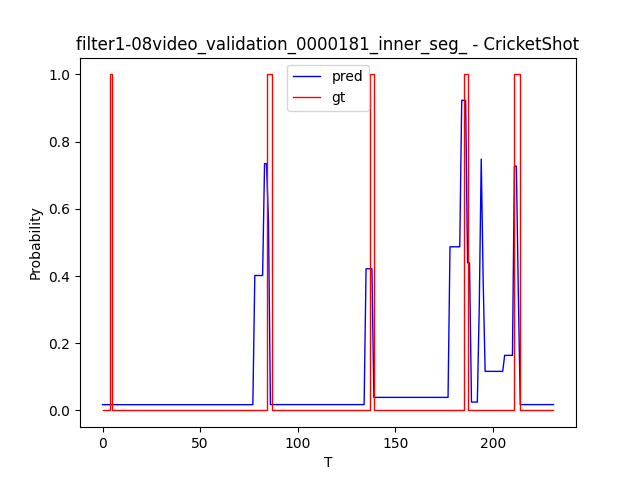 filter1-08video_validation_0000181_inner_seg_ - CricketShot
pred
gt
1.0
0.8
0.6
0.4
0.2
0.0
Probability
0
50
100
150
200
T